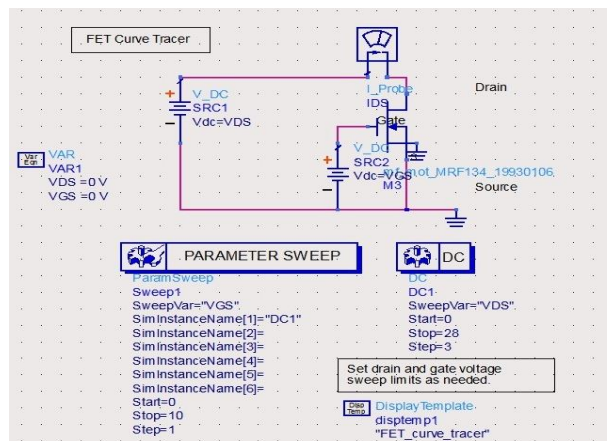 FET Curve Tracer
V_DC
SRC1
Vdc=VDS
I_Probe
IDS
Drain
Gate
V_DC
SRC2
Vdc=VGS
mf_mot_MRF134_19930106
M3
Source
Var
Eqn
VAR
VAR1
VDS =0 V
VGS =0 V
PARAMETER SWEEP
ParamSweep
Sweep1
SweepVar="VGS"
SimInstanceName[1]="DC1"
SimInstanceName[2]=
SimInstanceName[3]=
SimInstanceName[4]=
SimInstanceName[5]=
SimInstanceName[6]=
Start=0
Stop=10
Step=1
DC
DC
DC1
SweepVar="VDS"
Start=0
Stop=28
Step=3
Set drain and gate voltage
sweep limits as needed.
Disp
Temp
DisplayTemplate
disptemp1
"FET_curve_tracer"